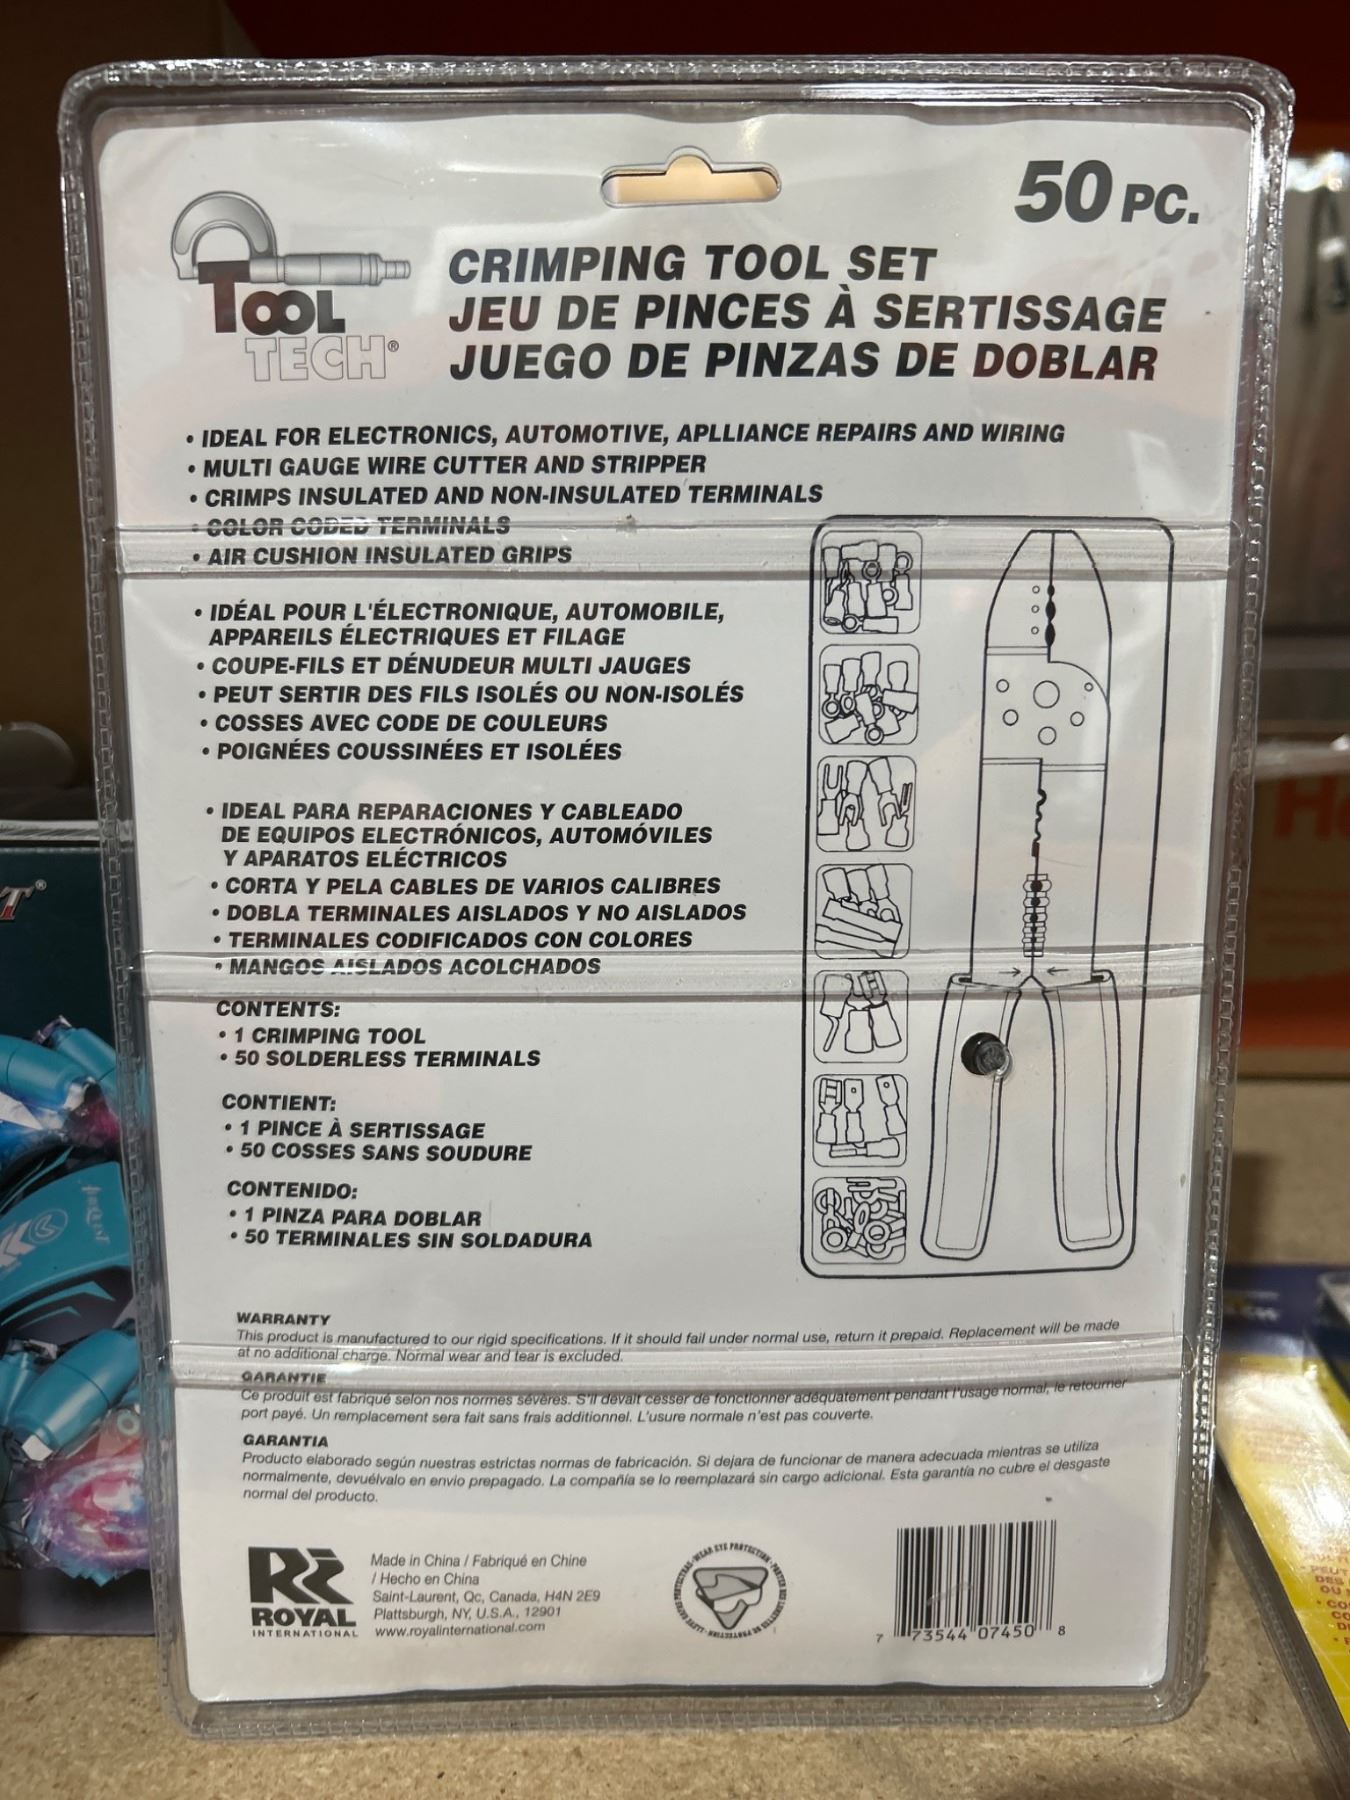 50 PC.
TOOL
TECH®
CRIMPING TOOL SET
JEU DE PINCES À SERTISSAGE
JUEGO DE PINZAS DE DOBLAR
• IDEAL FOR ELECTRONICS, AUTOMOTIVE, APLLIANCE REPAIRS AND WIRING
• MULTI GAUGE WIRE CUTTER AND STRIPPER
• CRIMPS INSULATED AND NON-INSULATED TERMINALS
• COLOR CODED TERMINALS
• AIR CUSHION INSULATED GRIPS
• IDÉAL POUR L'ÉLECTRONIQUE, AUTOMOBILE,
APPAREILS ÉLECTRIQUES ET FILAGE
• COUPE-FILS ET DÉNUDEUR MULTI JAUGES
• PEUT SERTIR DES FILS ISOLÉS OU NON-ISOLÉS
• COSSES AVEC CODE DE COULEURS
• POIGNÉES COUSSINÉES ET ISOLÉES
• IDEAL PARA REPARACIONES Y CABLEADO
DE EQUIPOS ELECTRÓNICOS, AUTOMÓVILES
Y APARATOS ELÉCTRICOS
• CORTA Y PELA CABLES DE VARIOS CALIBRES
• DOBLA TERMINALES AISLADOS Y NO AISLADOS
• TERMINALES CODIFICADOS CON COLORES
• MANGOS AISLADOS ACOLCHADOS
CONTENTS:
• 1 CRIMPING TOOL
• 50 SOLDERLESS TERMINALS
CONTIENT:
• 1 PINCE À SERTISSAGE
• 50 COSSES SANS SOUDURE
CONTENIDO:
• 1 PINZA PARA DOBLAR
• 50 TERMINALES SIN SOLDADURA
WARRANTY
This product is manufactured to our rigid specifications. If it should fail under normal use, return it prepaid. Replacement will be made
at no additional charge. Normal wear and tear is excluded.
GARANTIE
Ce produit est fabriqué selon nos normes sévères. S'il devait cesser de fonctionner adéquatement pendant l'usage normal, le retourner
port payé. Un remplacement sera fait sans frais additionnel. L'usure normale n'est pas couverte.
GARANTIA
Producto elaborado según nuestras estrictas normas de fabricación. Si dejara de funcionar de manera adecuada mientras se utiliza
normalmente, devuélvalo en envio prepagado. La compañía se lo reemplazará sin cargo adicional. Esta garantía no cubre el desgaste
normal del producto.
ROYAL
INTERNATIONAL
Made in China / Fabriqué en Chine
/ Hecho en China
Saint-Laurent, Qc, Canada, H4N 2E9
Plattsburgh, NY, U.S.A., 12901
www.royalinternational.com
WEAR EYE PROTECTION
7 73544 07450 8